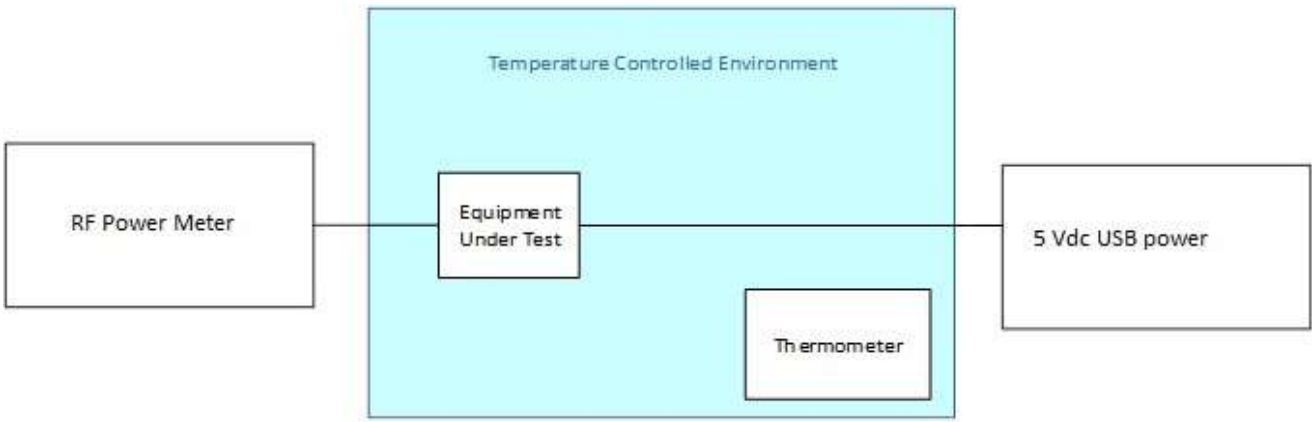 Temperature Controlled Environment
RF Power Meter
Equipment
Under Test
5 Vdc USB power
Thermometer